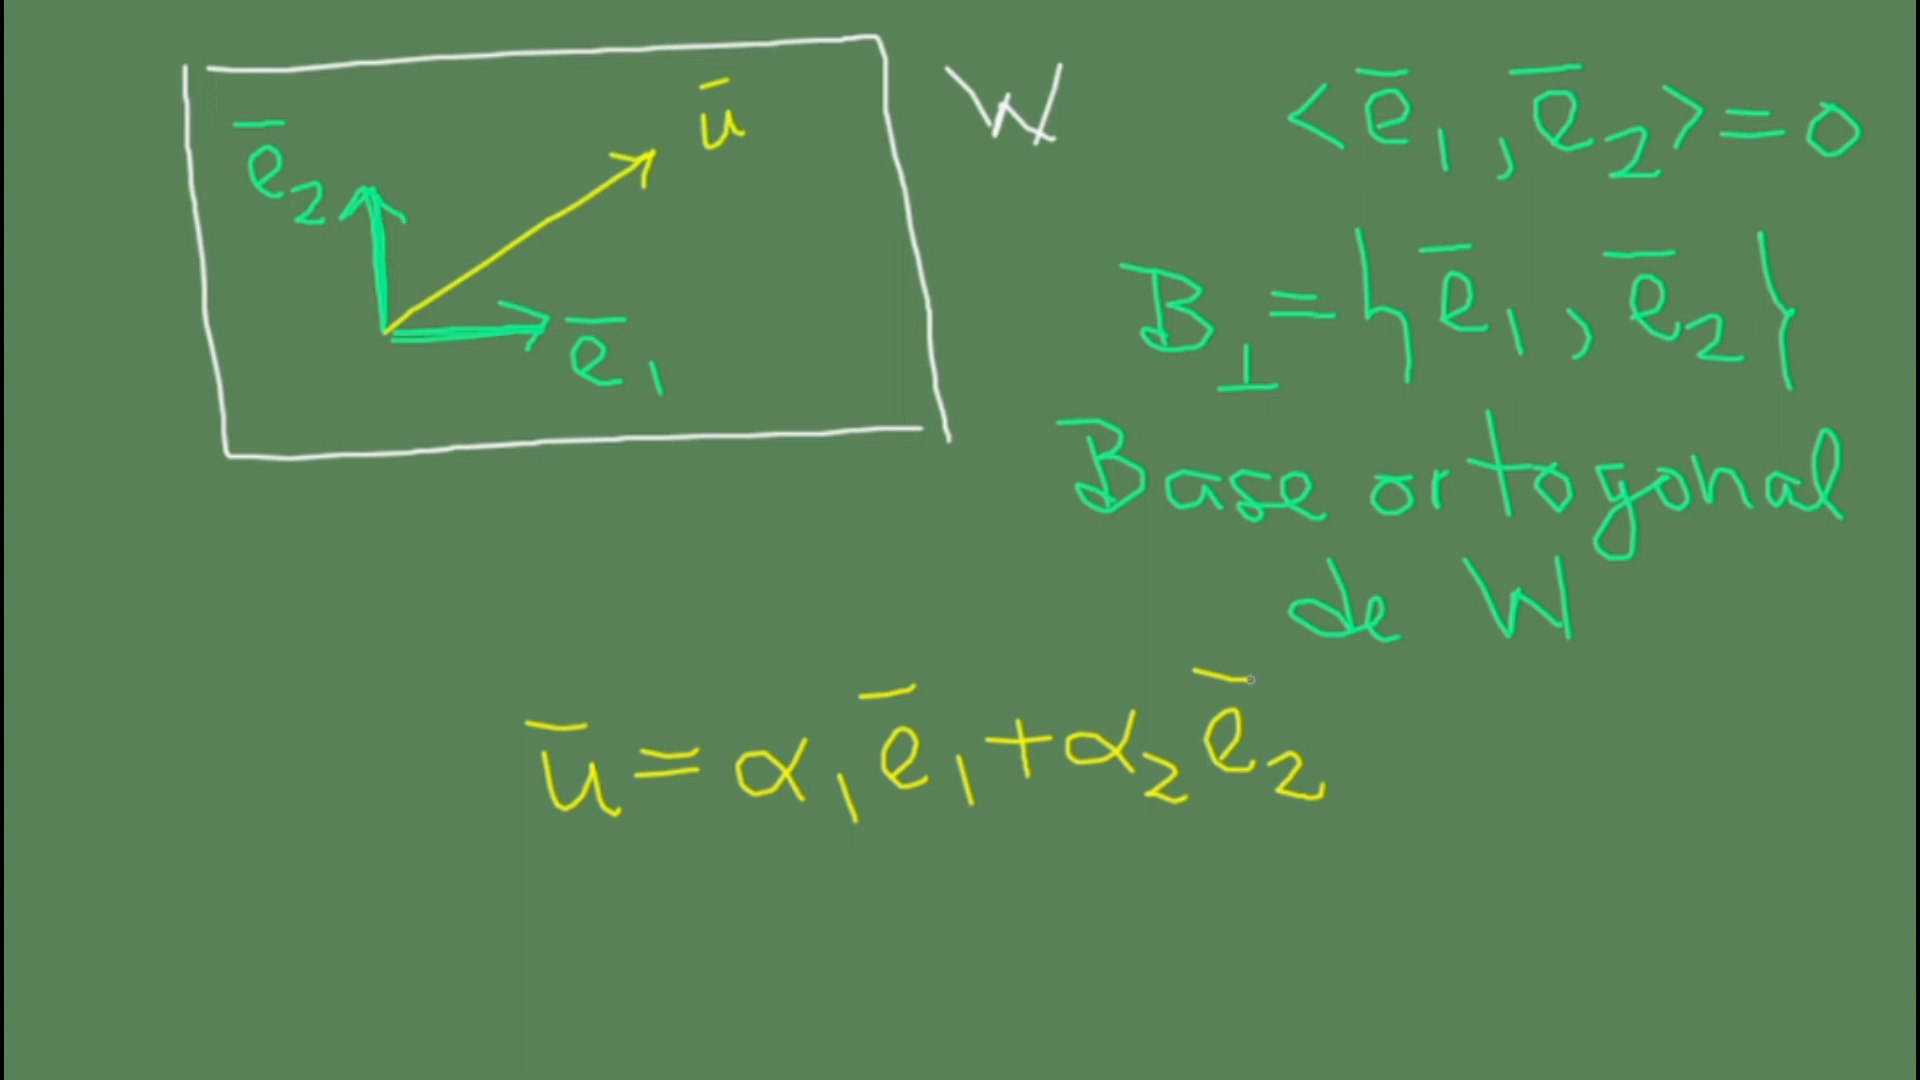 W
ū
ē₂
ē₁
<ē₁, ē₂> = 0
B⊥ = {ē₁, ē₂}
Base ortogonal
de W
ū = α₁ē₁ + α₂ē₂